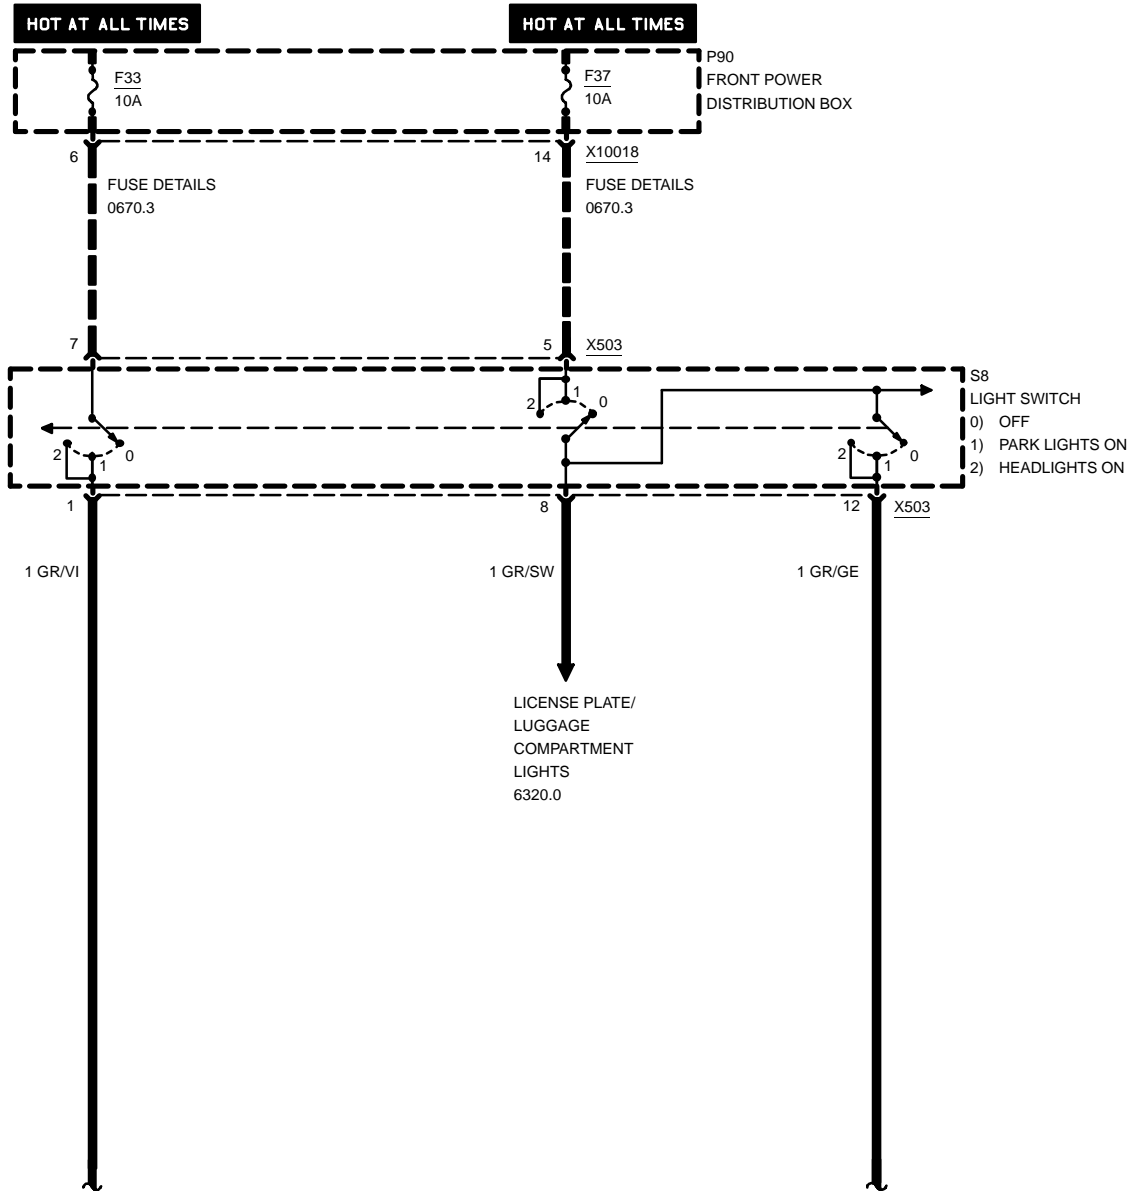 HOT AT ALL TIMES
HOT AT ALL TIMES
F33
10A
F37
10A
P90
FRONT POWER
DISTRIBUTION BOX
6
14
X10018
FUSE DETAILS
0670.3
FUSE DETAILS
0670.3
7
5
X503
2
1
0
2
1
0
2
1
0
S8
LIGHT SWITCH
0) OFF
1) PARK LIGHTS ON
2) HEADLIGHTS ON
1
8
12
X503
1 GR/VI
1 GR/SW
1 GR/GE
LICENSE PLATE/
LUGGAGE
COMPARTMENT
LIGHTS
6320.0